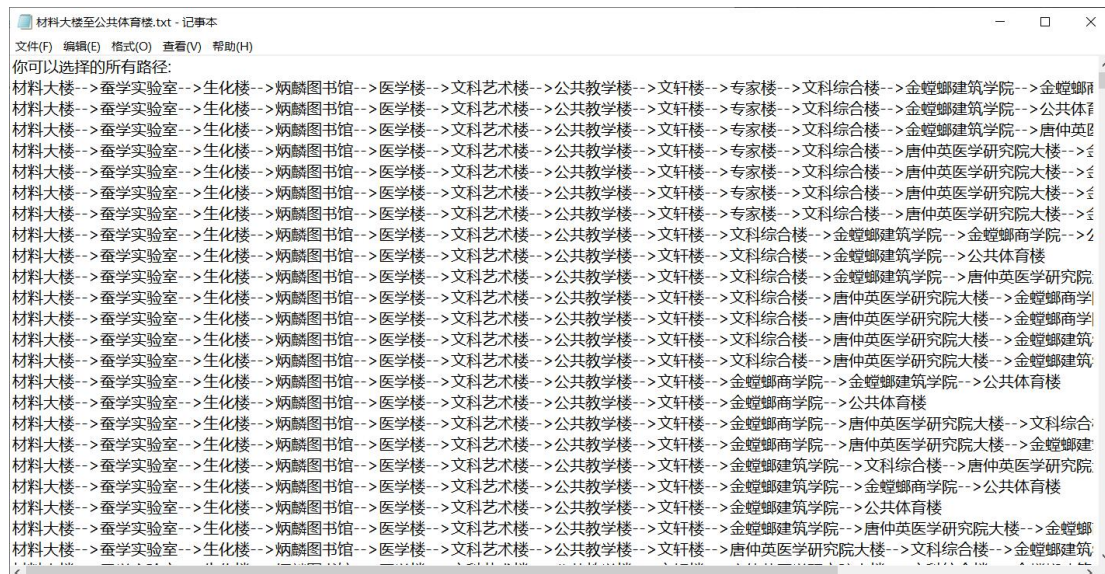 材料大楼至公共体育楼.txt - 记事本
文件(F) 编辑(E) 格式(O) 查看(V) 帮助(H)
你可以选择的所有路径:
材料大楼-->蚕学实验室-->生化楼-->炳麟图书馆-->医学楼-->文科艺术楼-->公共教学楼-->文轩楼-->专家楼-->文科综合楼-->金螳螂建筑学院-->金螳螂
材料大楼-->蚕学实验室-->生化楼-->炳麟图书馆-->医学楼-->文科艺术楼-->公共教学楼-->文轩楼-->专家楼-->文科综合楼-->金螳螂建筑学院-->公共体
材料大楼-->蚕学实验室-->生化楼-->炳麟图书馆-->医学楼-->文科艺术楼-->公共教学楼-->文轩楼-->专家楼-->文科综合楼-->金螳螂建筑学院-->唐仲英
材料大楼-->蚕学实验室-->生化楼-->炳麟图书馆-->医学楼-->文科艺术楼-->公共教学楼-->文轩楼-->专家楼-->文科综合楼-->唐仲英医学研究院大楼-->
材料大楼-->蚕学实验室-->生化楼-->炳麟图书馆-->医学楼-->文科艺术楼-->公共教学楼-->文轩楼-->专家楼-->文科综合楼-->唐仲英医学研究院大楼-->
材料大楼-->蚕学实验室-->生化楼-->炳麟图书馆-->医学楼-->文科艺术楼-->公共教学楼-->文轩楼-->专家楼-->文科综合楼-->唐仲英医学研究院大楼-->
材料大楼-->蚕学实验室-->生化楼-->炳麟图书馆-->医学楼-->文科艺术楼-->公共教学楼-->文轩楼-->专家楼-->文科综合楼-->唐仲英医学研究院大楼-->
材料大楼-->蚕学实验室-->生化楼-->炳麟图书馆-->医学楼-->文科艺术楼-->公共教学楼-->文轩楼-->文科综合楼-->金螳螂建筑学院-->金螳螂商学院-->
材料大楼-->蚕学实验室-->生化楼-->炳麟图书馆-->医学楼-->文科艺术楼-->公共教学楼-->文轩楼-->文科综合楼-->金螳螂建筑学院-->公共体育楼
材料大楼-->蚕学实验室-->生化楼-->炳麟图书馆-->医学楼-->文科艺术楼-->公共教学楼-->文轩楼-->文科综合楼-->金螳螂建筑学院-->唐仲英医学研究院
材料大楼-->蚕学实验室-->生化楼-->炳麟图书馆-->医学楼-->文科艺术楼-->公共教学楼-->文轩楼-->文科综合楼-->唐仲英医学研究院大楼-->金螳螂商学
材料大楼-->蚕学实验室-->生化楼-->炳麟图书馆-->医学楼-->文科艺术楼-->公共教学楼-->文轩楼-->文科综合楼-->唐仲英医学研究院大楼-->金螳螂商学
材料大楼-->蚕学实验室-->生化楼-->炳麟图书馆-->医学楼-->文科艺术楼-->公共教学楼-->文轩楼-->文科综合楼-->唐仲英医学研究院大楼-->金螳螂建筑
材料大楼-->蚕学实验室-->生化楼-->炳麟图书馆-->医学楼-->文科艺术楼-->公共教学楼-->文轩楼-->文科综合楼-->唐仲英医学研究院大楼-->金螳螂建筑
材料大楼-->蚕学实验室-->生化楼-->炳麟图书馆-->医学楼-->文科艺术楼-->公共教学楼-->文轩楼-->金螳螂商学院-->金螳螂建筑学院-->公共体育楼
材料大楼-->蚕学实验室-->生化楼-->炳麟图书馆-->医学楼-->文科艺术楼-->公共教学楼-->文轩楼-->金螳螂商学院-->公共体育楼
材料大楼-->蚕学实验室-->生化楼-->炳麟图书馆-->医学楼-->文科艺术楼-->公共教学楼-->文轩楼-->金螳螂商学院-->唐仲英医学研究院大楼-->文科综合
材料大楼-->蚕学实验室-->生化楼-->炳麟图书馆-->医学楼-->文科艺术楼-->公共教学楼-->文轩楼-->金螳螂商学院-->唐仲英医学研究院大楼-->金螳螂建
材料大楼-->蚕学实验室-->生化楼-->炳麟图书馆-->医学楼-->文科艺术楼-->公共教学楼-->文轩楼-->金螳螂建筑学院-->文科综合楼-->唐仲英医学研究院
材料大楼-->蚕学实验室-->生化楼-->炳麟图书馆-->医学楼-->文科艺术楼-->公共教学楼-->文轩楼-->金螳螂建筑学院-->金螳螂商学院-->公共体育楼
材料大楼-->蚕学实验室-->生化楼-->炳麟图书馆-->医学楼-->文科艺术楼-->公共教学楼-->文轩楼-->金螳螂建筑学院-->公共体育楼
材料大楼-->蚕学实验室-->生化楼-->炳麟图书馆-->医学楼-->文科艺术楼-->公共教学楼-->文轩楼-->金螳螂建筑学院-->唐仲英医学研究院大楼-->金螳螂
材料大楼-->蚕学实验室-->生化楼-->炳麟图书馆-->医学楼-->文科艺术楼-->公共教学楼-->文轩楼-->唐仲英医学研究院大楼-->文科综合楼-->金螳螂建筑